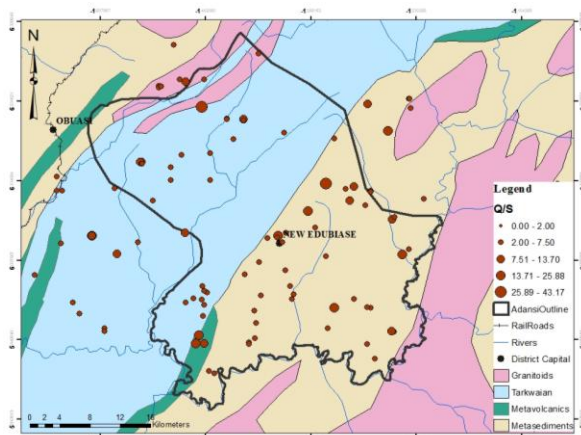 N
OBUASI
NEW EDUBIASE
Legend
Q/S
0.00 - 2.00
2.00 - 7.50
7.51 - 13.70
13.71 - 25.88
25.89 - 43.17
AdansiOutline
RailRoads
Rivers
District Capital
Granitoids
Tarkwaian
Metavolcanics
Metasediments
0 2 4 8 12 16
Kilometers